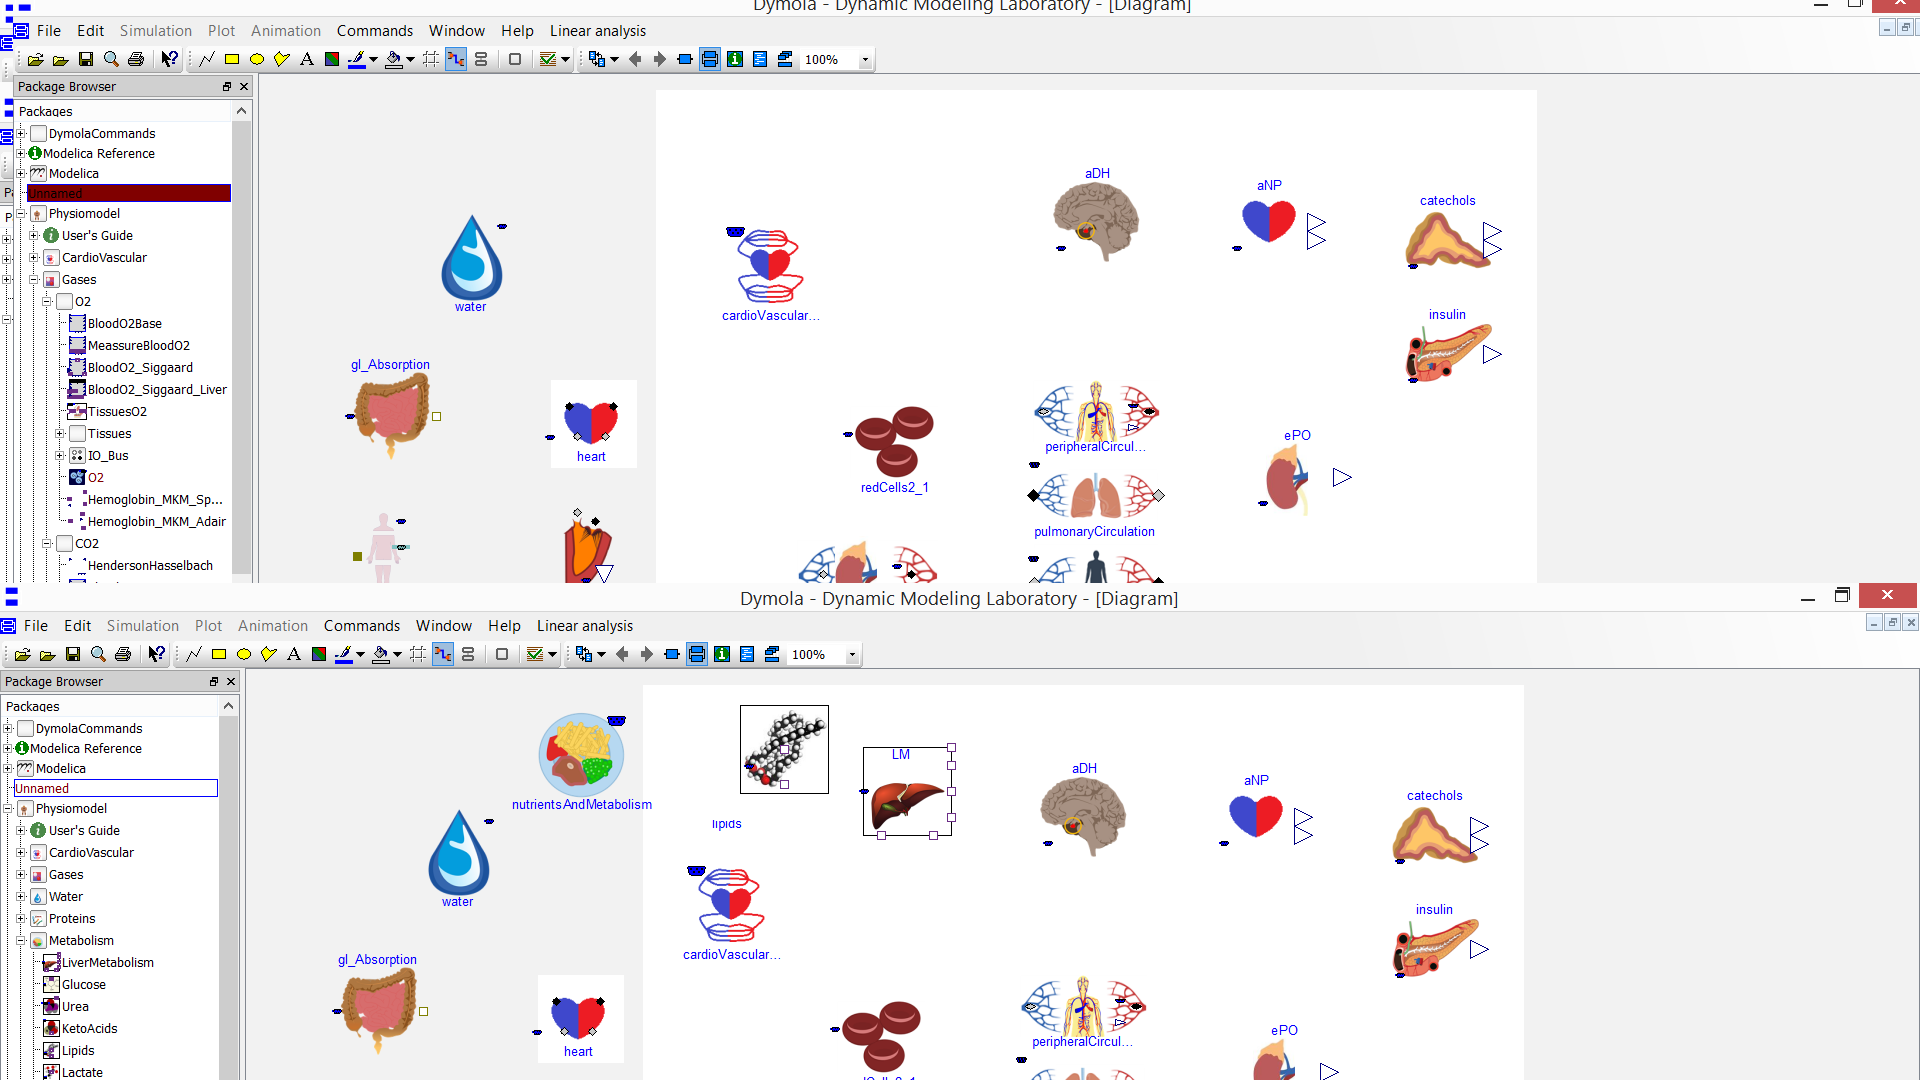 Dymola - Dynamic Modeling Laboratory - [Diagram]
File Edit Simulation Plot Animation Commands Window Help Linear analysis
A 100%
Package Browser
Packages
DymolaCommands
Modelica Reference
Modelica
Unnamed
Physiomodel
User's Guide
CardioVascular
Gases
O2
BloodO2Base
MeassureBloodO2
BloodO2_Siggaard
BloodO2_Siggaard_Liver
TissuesO2
Tissues
IO_Bus
O2
Hemoglobin_MKM_Sp...
Hemoglobin_MKM_Adair
CO2
HendersonHasselbach
aDH
aNP
catechols
water
cardioVascular...
insulin
gl_Absorption
heart
redCells2_1
peripheralCircul...
ePO
pulmonaryCirculation
Dymola - Dynamic Modeling Laboratory - [Diagram]
File Edit Simulation Plot Animation Commands Window Help Linear analysis
A 100%
Package Browser
Packages
DymolaCommands
Modelica Reference
Modelica
Unnamed
Physiomodel
User's Guide
CardioVascular
Gases
Water
Proteins
Metabolism
LiverMetabolism
Glucose
Urea
KetoAcids
Lipids
Lactate
nutrientsAndMetabolism
lipids
LM
aDH
aNP
catechols
water
cardioVascular...
insulin
gl_Absorption
heart
peripheralCircul...
ePO